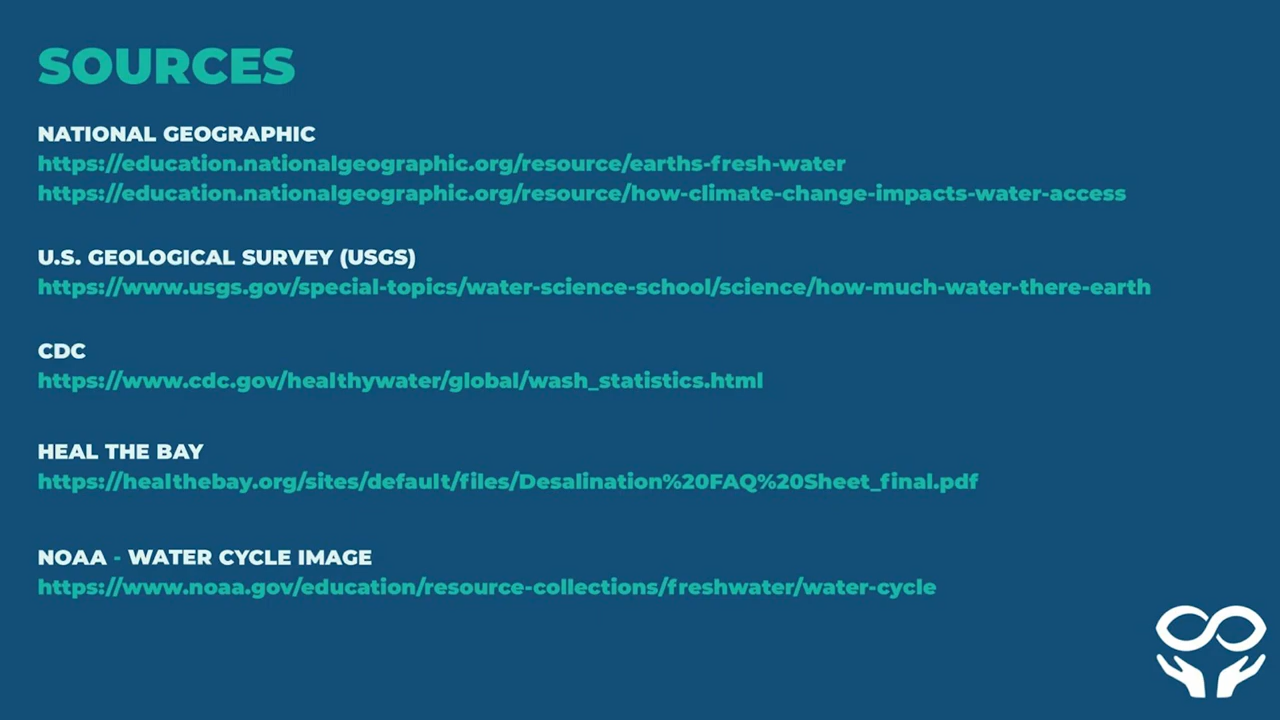 SOURCES
NATIONAL GEOGRAPHIC
https://education.nationalgeographic.org/resource/earths-fresh-water
https://education.nationalgeographic.org/resource/how-climate-change-impacts-water-access
U.S. GEOLOGICAL SURVEY (USGS)
https://www.usgs.gov/special-topics/water-science-school/science/how-much-water-there-earth
CDC
https://www.cdc.gov/healthywater/global/wash_statistics.html
HEAL THE BAY
https://healthebay.org/sites/default/files/Desalination%20FAQ%20Sheet_final.pdf
NOAA - WATER CYCLE IMAGE
https://www.noaa.gov/education/resource-collections/freshwater/water-cycle